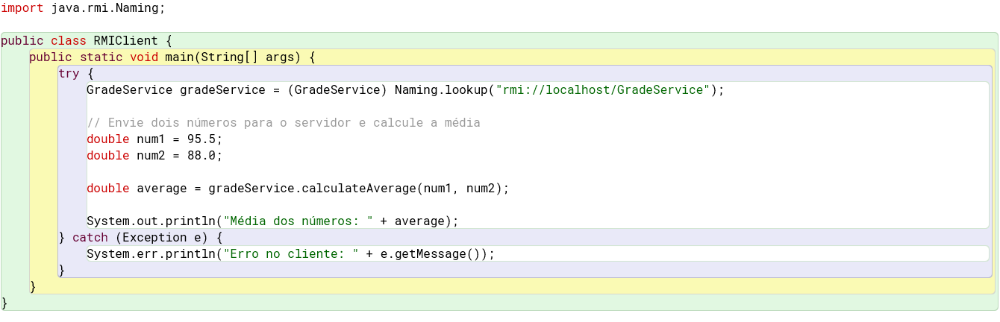 import java.rmi.Naming;
public class RMIClient {
public static void main(String[] args) {
try {
GradeService gradeService = (GradeService) Naming.lookup("rmi://localhost/GradeService");
// Envie dois números para o servidor e calcule a média
double num1 = 95.5;
double num2 = 88.0;
double average = gradeService.calculateAverage(num1, num2);
System.out.println("Média dos números: " + average);
} catch (Exception e) {
System.err.println("Erro no cliente: " + e.getMessage());
}
}
}